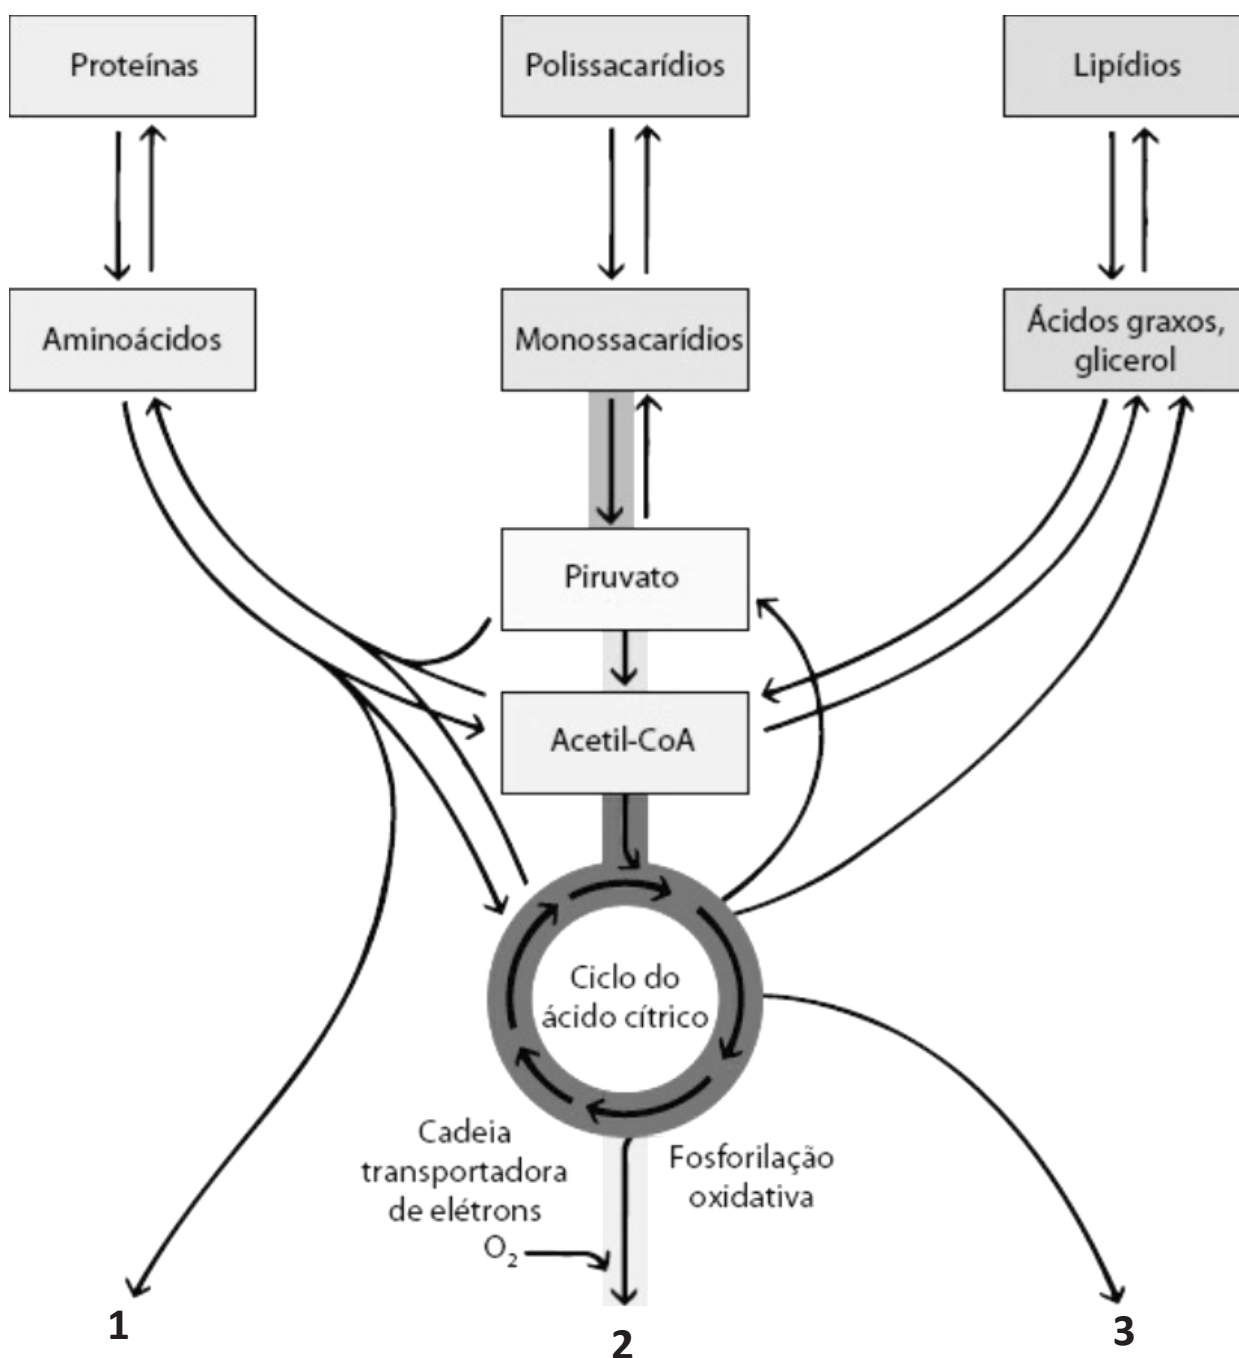 Proteínas
Polissacarídios
Lipídios
Aminoácidos
Monossacarídios
Ácidos graxos,
glicerol
Piruvato
Acetil-CoA
Ciclo do
ácido cítrico
Cadeia
transportadora
de elétrons
O₂
Fosforilação
oxidativa
1
2
3